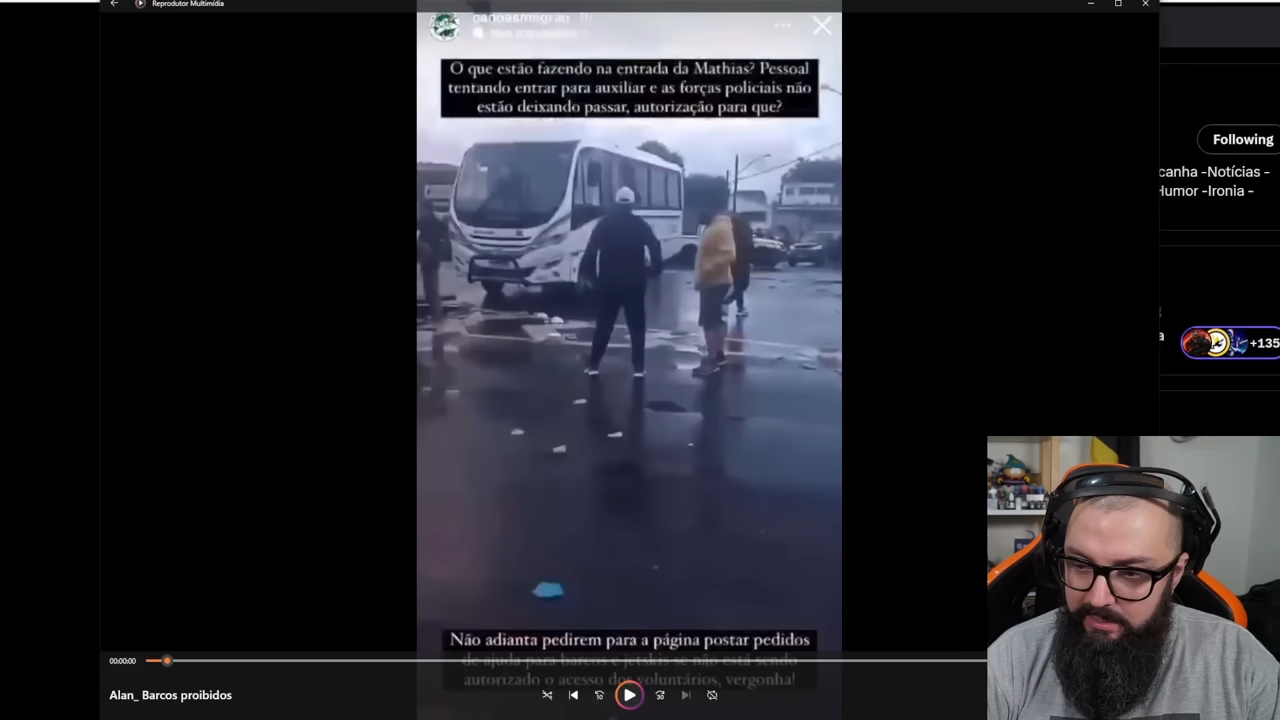 Reprodutor Multimídia
canoasmilgrau
O que estão fazendo na entrada da Mathias? Pessoal
tentando entrar para auxiliar e as forças policiais não
estão deixando passar, autorização para que?
Following
canha -Notícias -
Humor -Ironia -
a
+135
Não adianta pedirem para a página postar pedidos
de ajuda para barcos e jetskis se não está sendo
autorizado o acesso dos voluntários, vergonha!
00:00:00
Alan_ Barcos proibidos
10
30